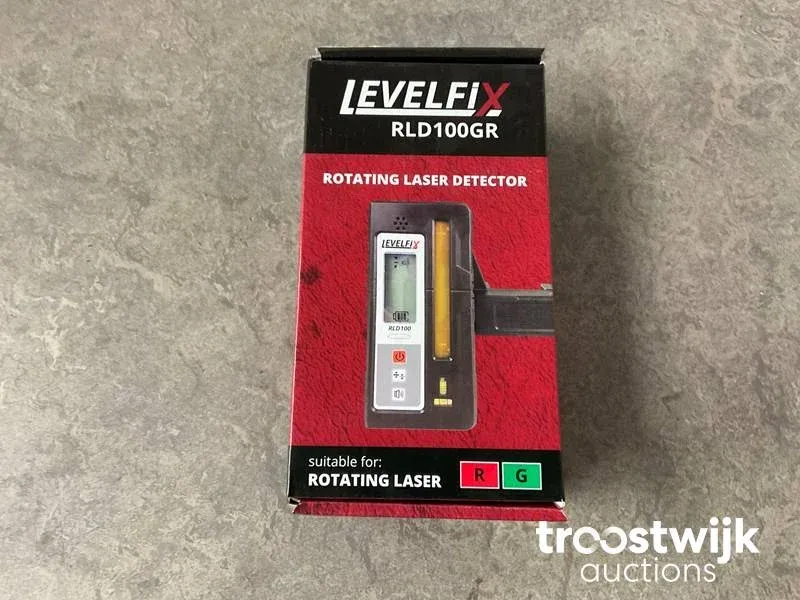 LEVELFIX
RLD100GR
ROTATING LASER DETECTOR
LEVELFIX
RLD100
suitable for:
ROTATING LASER
R G
troostwijk
auctions